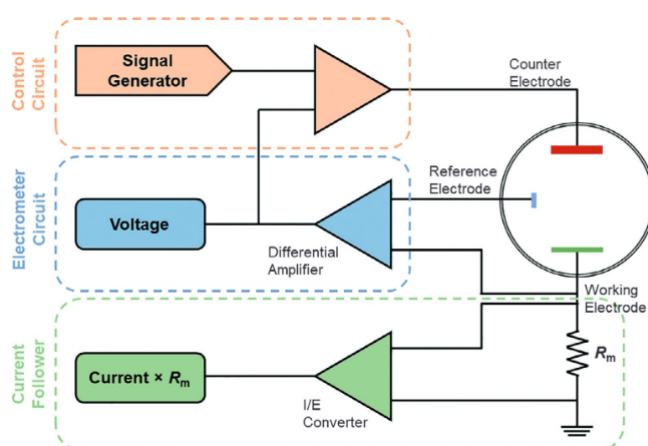 Control
Circuit
Signal
Generator
Counter
Electrode
Electrometer
Circuit
Voltage
Differential
Amplifier
Reference
Electrode
Working
Electrode
Current
Follower
Current × Rm
I/E
Converter
Rm